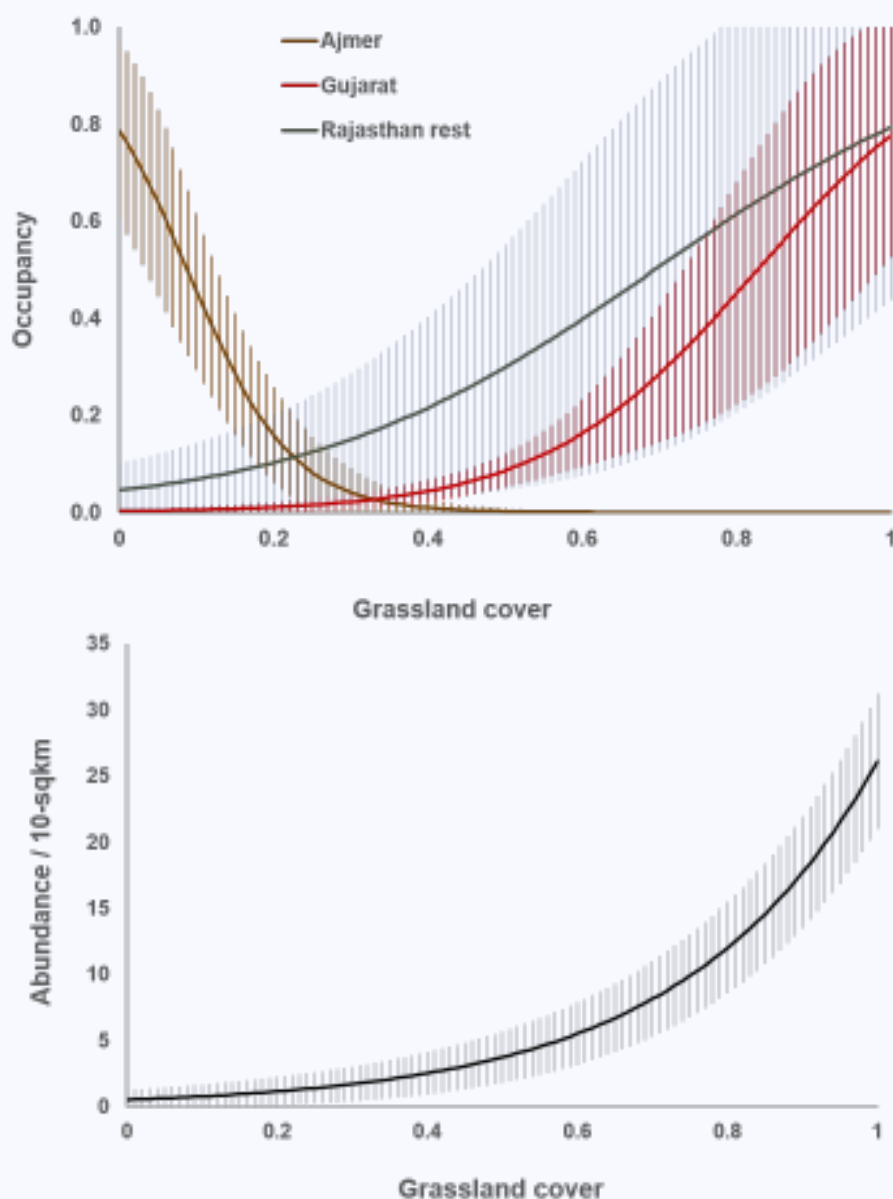 1.0
Ajmer
Gujarat
0.8
Rajasthan rest
0.6
Occupancy
0.4
0.2
0.0
0 0.2 0.4 0.6 0.8 1
Grassland cover
35
30
25
Abundance / 10-sqkm
20
15
10
5
0
0 0.2 0.4 0.6 0.8 1
Grassland cover